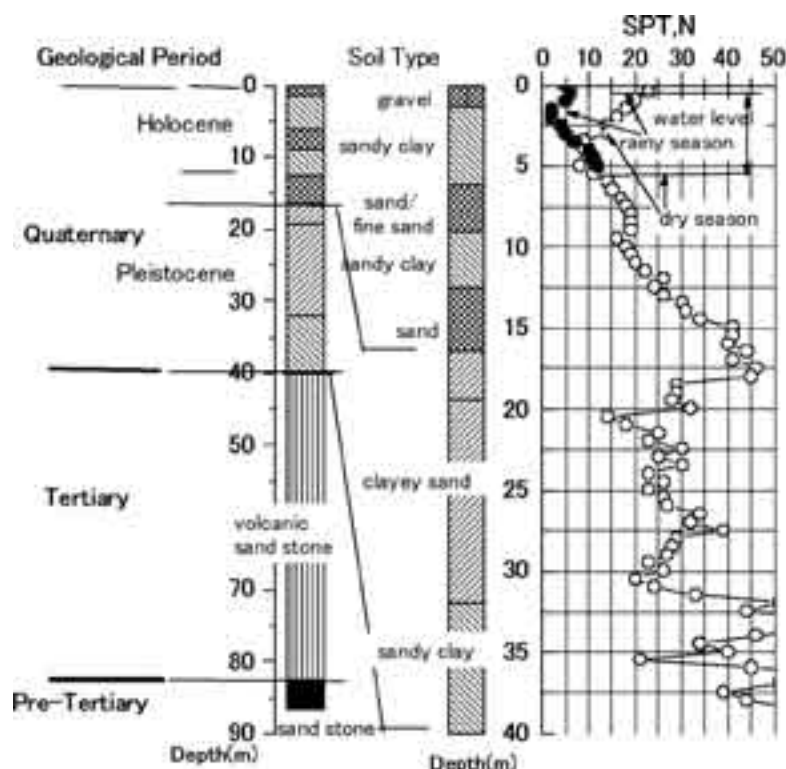 SPT,N
Geological Period
Soil Type
0 10 20 30 40 50
0
gravel
Holocene
sandy clay
10
sand/
fine sand
20
Quaternary
Pleistocene
sandy clay
30
sand
40
50
clayey sand
Tertiary
volcanic
sand stone
70
80
sandy clay
Pre-Tertiary
sand stone
90
Depth(m)
Depth(m)
0
water level
rainy season
5
dry season
10
15
20
25
30
35
40